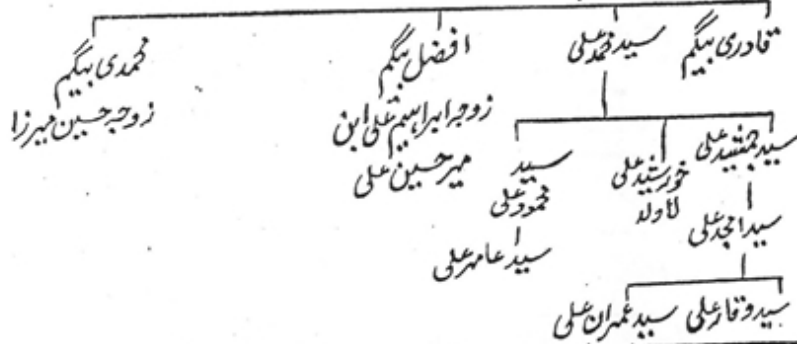 قادری بیگم
سید محمد علی
افضل بیگم
زوجہ ابراہیم علی ابن
میر حسین علی
محمدی بیگم
زوجہ حسین میرزا
سید جمشید علی
خورشید علی
لاولد
سید
محمود علی
سید امجد علی
سید عامر علی
سید وقار علی
سید عمران علی